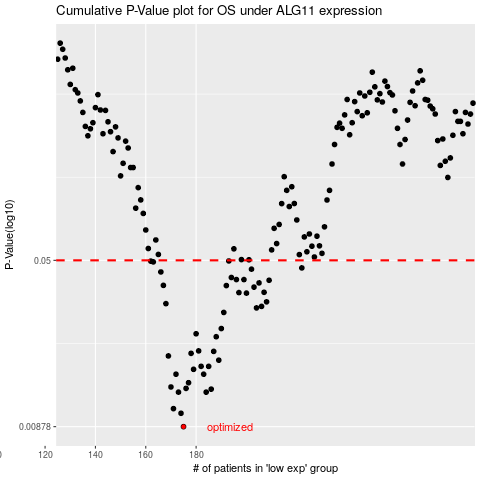 Cumulative P-Value plot for OS under ALG11 expression
P-Value(log10)
0.05
0.00878
optimized
0 120 140 160 180
# of patients in 'low exp' group